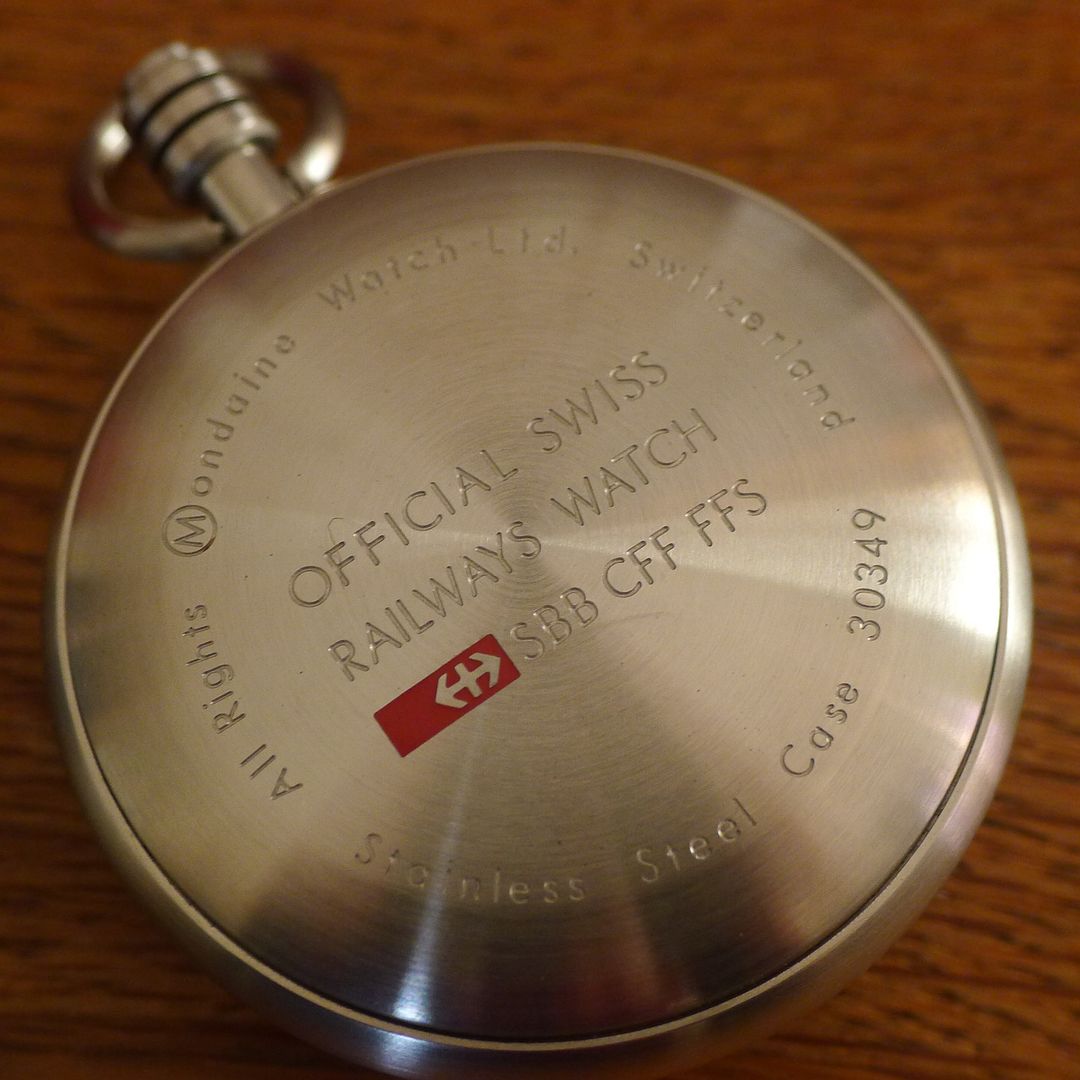 OFFICIAL SWISS
RAILWAYS WATCH
SBB CFF FFS
All Rights Mondaine Watch Ltd. Switzerland
Stainless Steel Case 30349